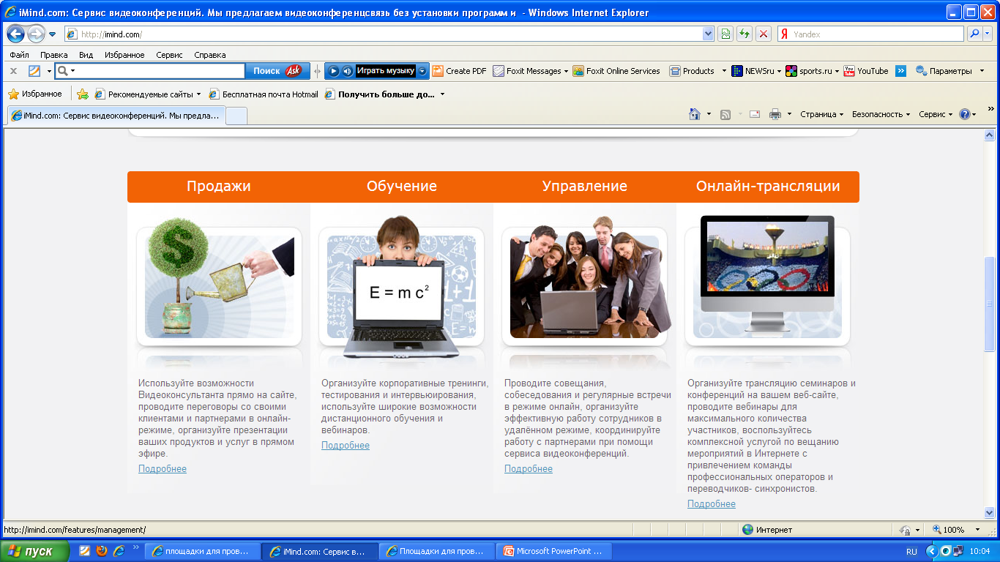 iMind.com: Сервис видеоконференций. Мы предлагаем видеоконференцсвязь без установки программ и - Windows Internet Explorer
http://imind.com/
Yandex
Файл Правка Вид Избранное Сервис Справка
Поиск Ask Играть музыку Create PDF Foxit Messages Foxit Online Services Products NEWSru sports.ru YouTube Параметры
Избранное Рекомендуемые сайты Бесплатная почта Hotmail Получить больше до...
iMind.com: Сервис видеоконференций. Мы предла...
Страница Безопасность Сервис
Продажи Обучение Управление Онлайн-трансляции
$
E = m c²
Используйте возможности
Видеоконсультанта прямо на сайте,
проводите переговоры со своими
клиентами и партнерами в онлайн-
режиме, организуйте презентации
ваших продуктов и услуг в прямом
эфире.
Подробнее
Организуйте корпоративные тренинги,
тестирования и интервьюирования,
используйте широкие возможности
дистанционного обучения и
вебинаров.
Подробнее
Проводите совещания,
собеседования и регулярные встречи
в режиме онлайн, организуйте
эффективную работу сотрудников в
удалённом режиме, координируйте
работу с партнерами при помощи
сервиса видеоконференций.
Подробнее
Организуйте трансляцию семинаров и
конференций на вашем веб-сайте,
проводите вебинары для
максимального количества
участников, воспользуйтесь
комплексной услугой по вещанию
мероприятий в Интернете с
привлечением команды
профессиональных операторов и
переводчиков- синхронистов.
Подробнее
http://imind.com/features/management/
Интернет
100%
пуск
площадки для пров...
iMind.com: Сервис в...
Площадки для пров...
Microsoft PowerPoint ...
RU
10:04